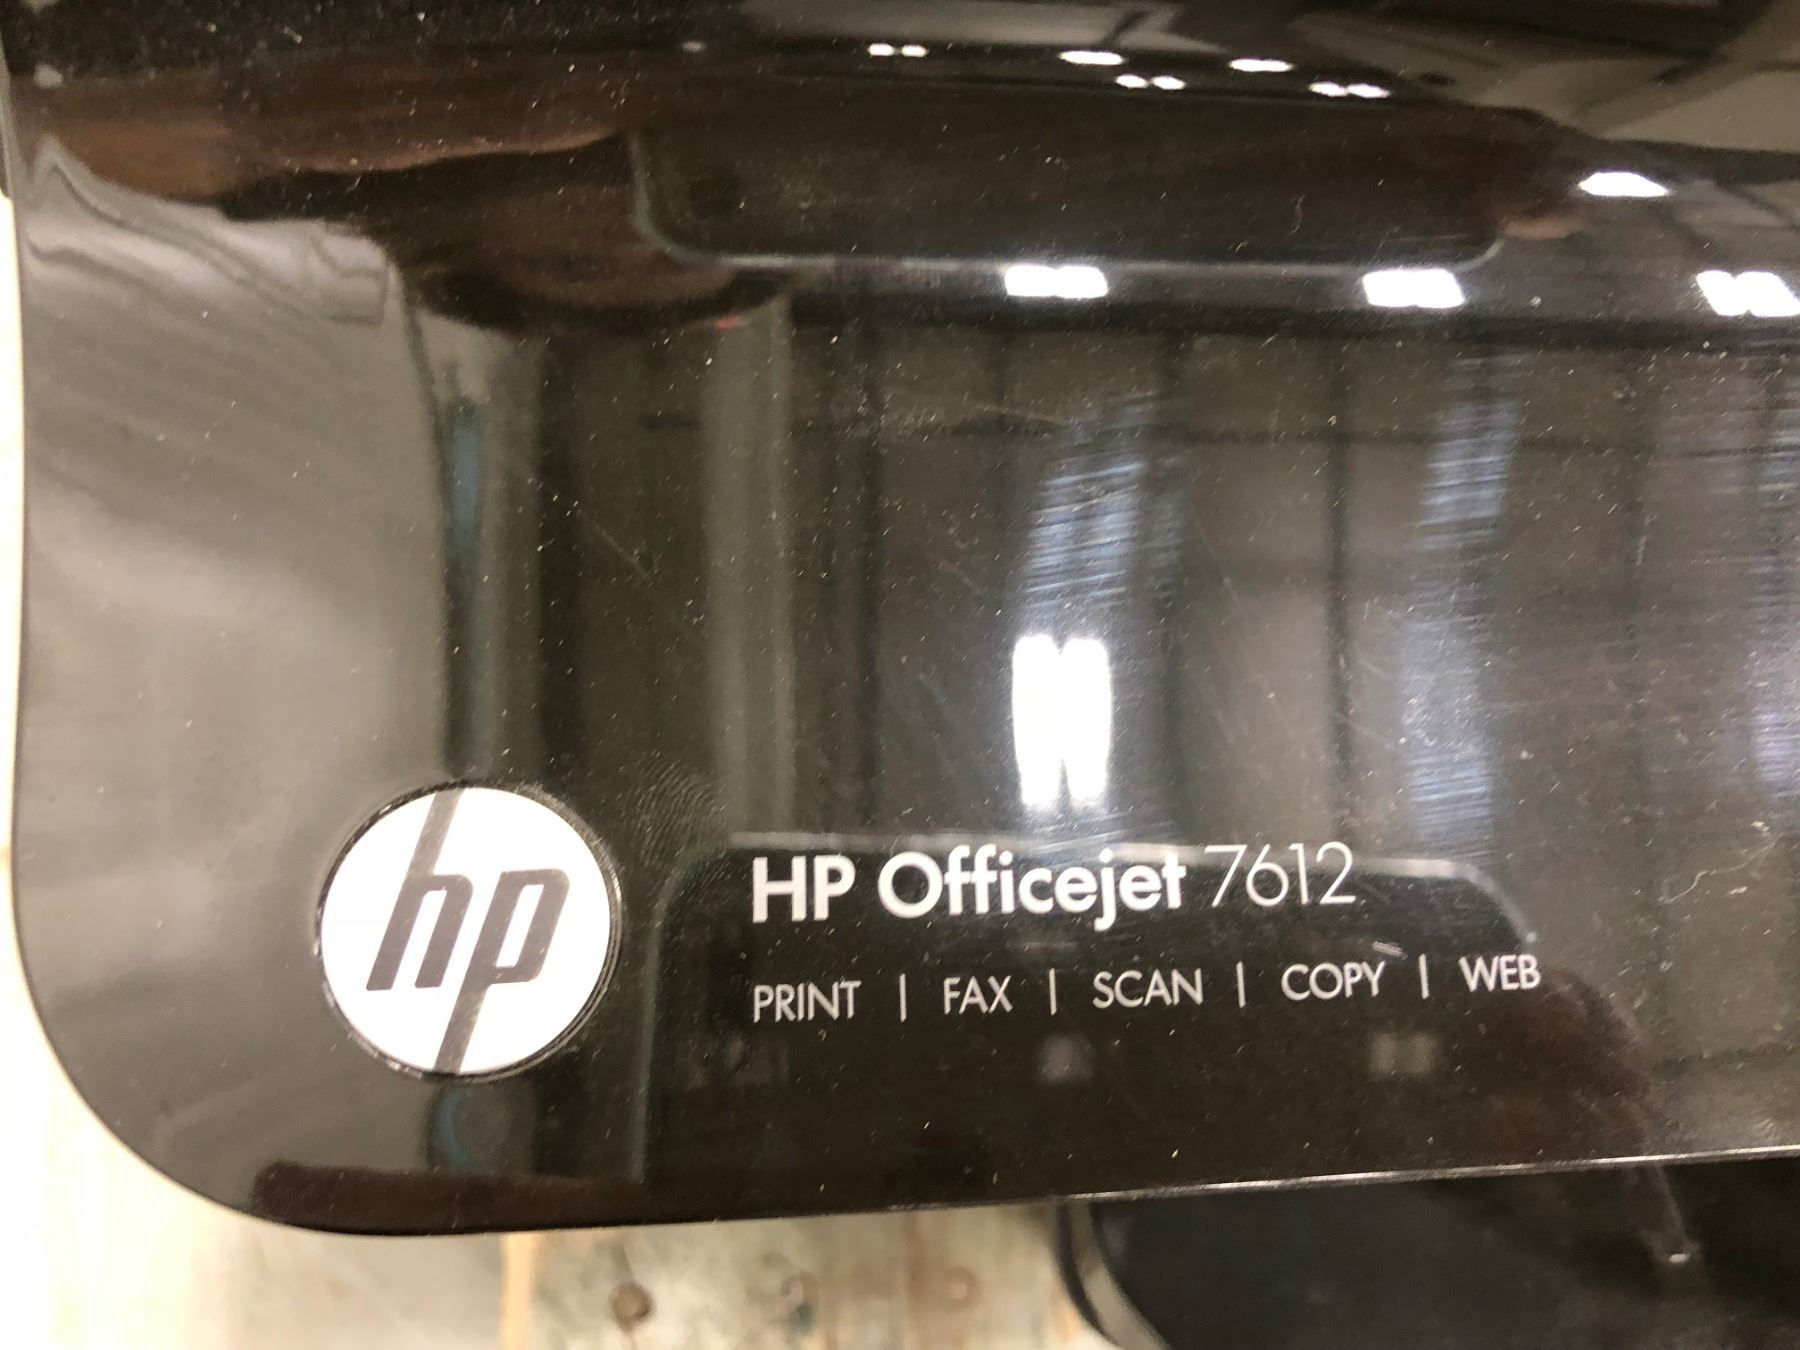 hp
HP Officejet 7612
PRINT | FAX | SCAN | COPY | WEB